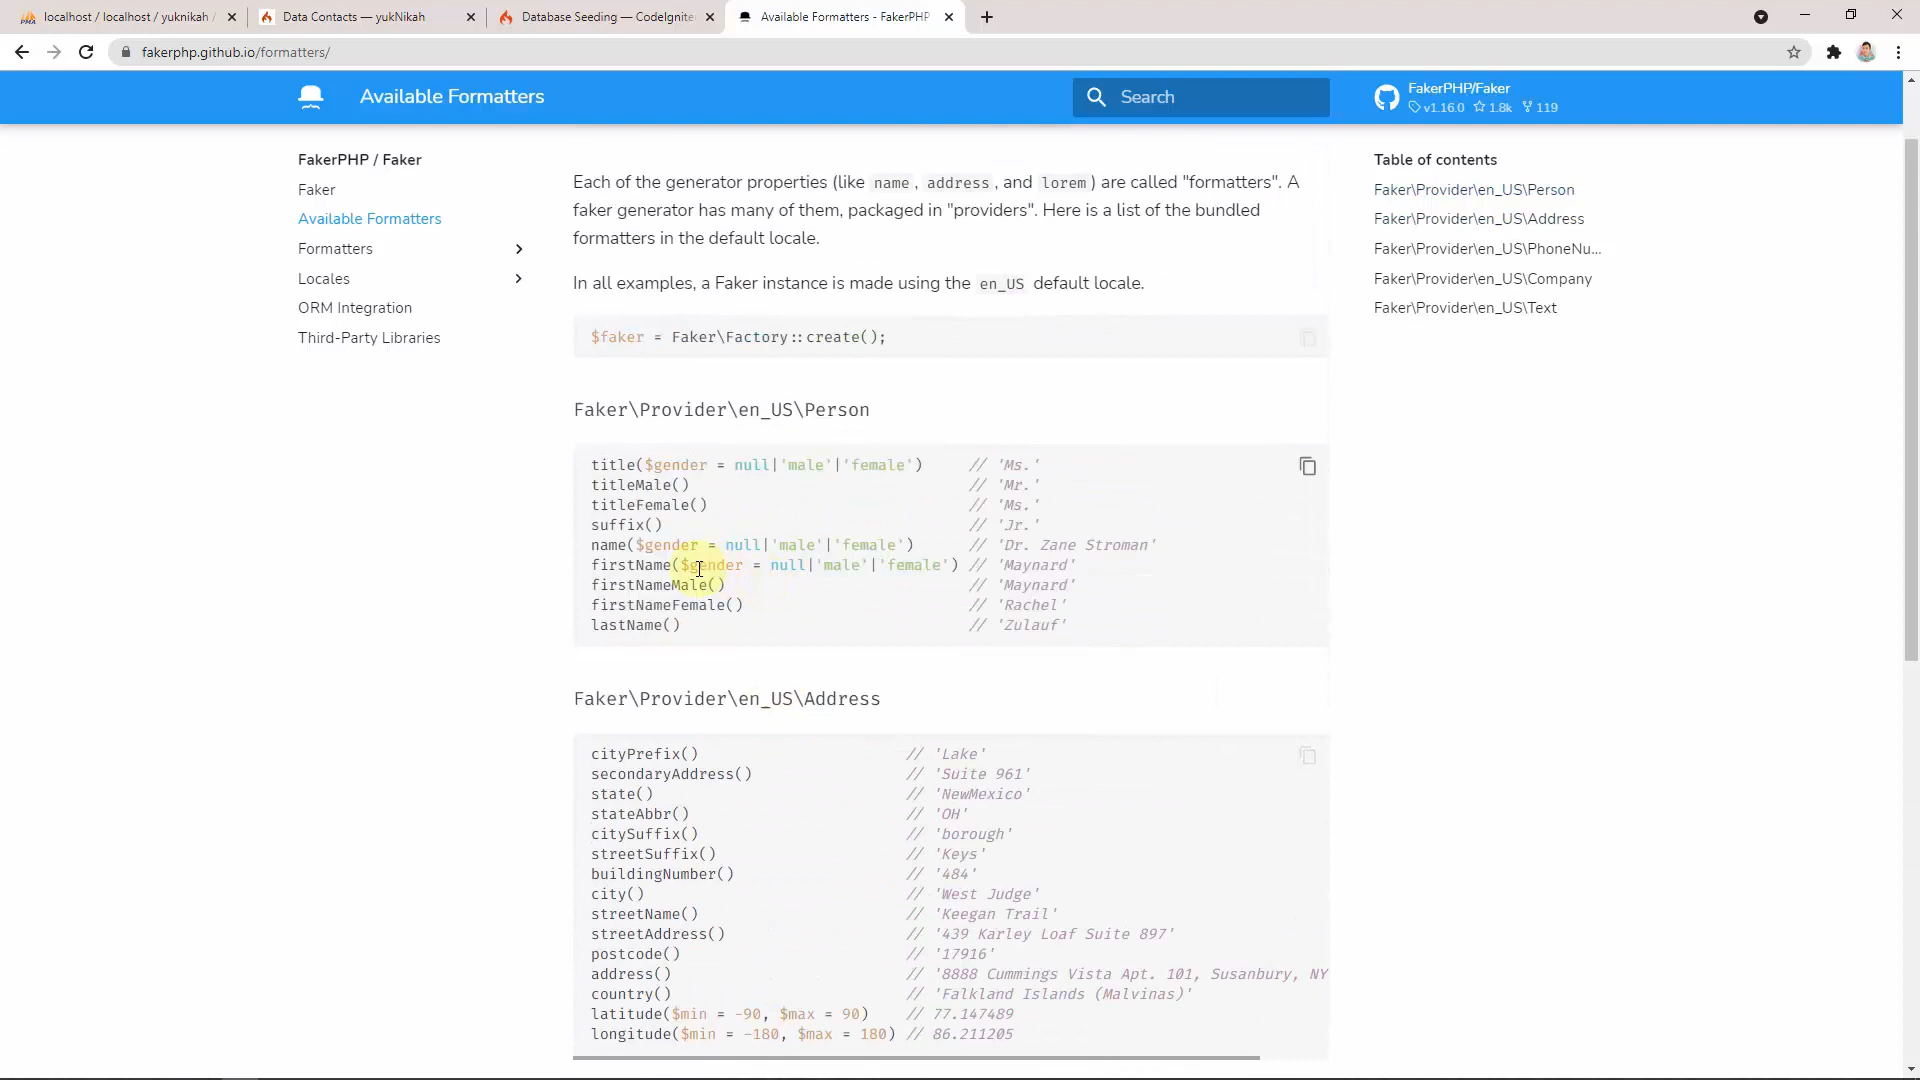 localhost / localhost / yuknikah /
Data Contacts — yukNikah
Database Seeding — CodeIgnite
Available Formatters - FakerPHP
fakerphp.github.io/formatters/
Available Formatters
Search
FakerPHP/Faker
v1.16.0 1.8k 119
FakerPHP / Faker
Faker
Available Formatters
Formatters
Locales
ORM Integration
Third-Party Libraries
Each of the generator properties (like name, address, and lorem) are called "formatters". A
faker generator has many of them, packaged in "providers". Here is a list of the bundled
formatters in the default locale.
In all examples, a Faker instance is made using the en_US default locale.
$faker = Faker\Factory::create();
Faker\Provider\en_US\Person
title($gender = null|'male'|'female') // 'Ms.'
titleMale() // 'Mr.'
titleFemale() // 'Ms.'
suffix() // 'Jr.'
name($gender = null|'male'|'female') // 'Dr. Zane Stroman'
firstName($gender = null|'male'|'female') // 'Maynard'
firstNameMale() // 'Maynard'
firstNameFemale() // 'Rachel'
lastName() // 'Zulauf'
Faker\Provider\en_US\Address
cityPrefix() // 'Lake'
secondaryAddress() // 'Suite 961'
state() // 'NewMexico'
stateAbbr() // 'OH'
citySuffix() // 'borough'
streetSuffix() // 'Keys'
buildingNumber() // '484'
city() // 'West Judge'
streetName() // 'Keegan Trail'
streetAddress() // '439 Karley Loaf Suite 897'
postcode() // '17916'
address() // '8888 Cummings Vista Apt. 101, Susanbury, NY
country() // 'Falkland Islands (Malvinas)'
latitude($min = -90, $max = 90) // 77.147489
longitude($min = -180, $max = 180) // 86.211205
Table of contents
Faker\Provider\en_US\Person
Faker\Provider\en_US\Address
Faker\Provider\en_US\PhoneNu...
Faker\Provider\en_US\Company
Faker\Provider\en_US\Text